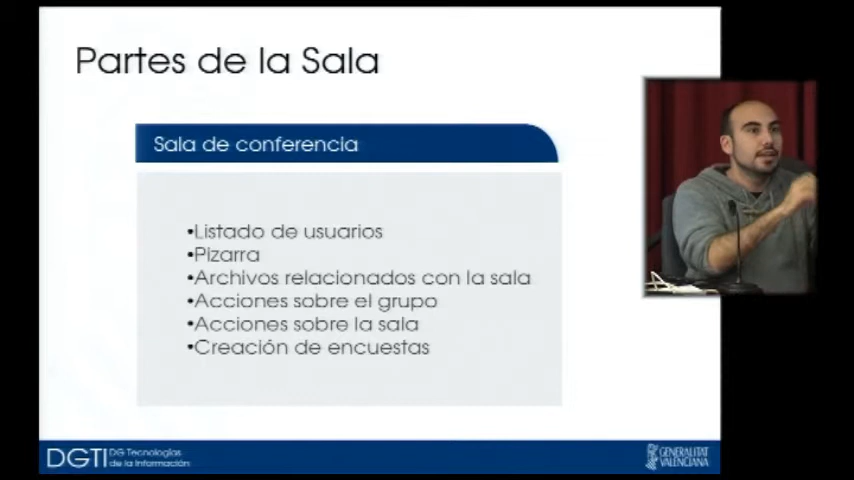 Partes de la Sala
Sala de conferencia
•Listado de usuarios
•Pizarra
•Archivos relacionados con la sala
•Acciones sobre el grupo
•Acciones sobre la sala
•Creación de encuestas
DGTI DG Tecnologías
de la Información
GENERALITAT
VALENCIANA